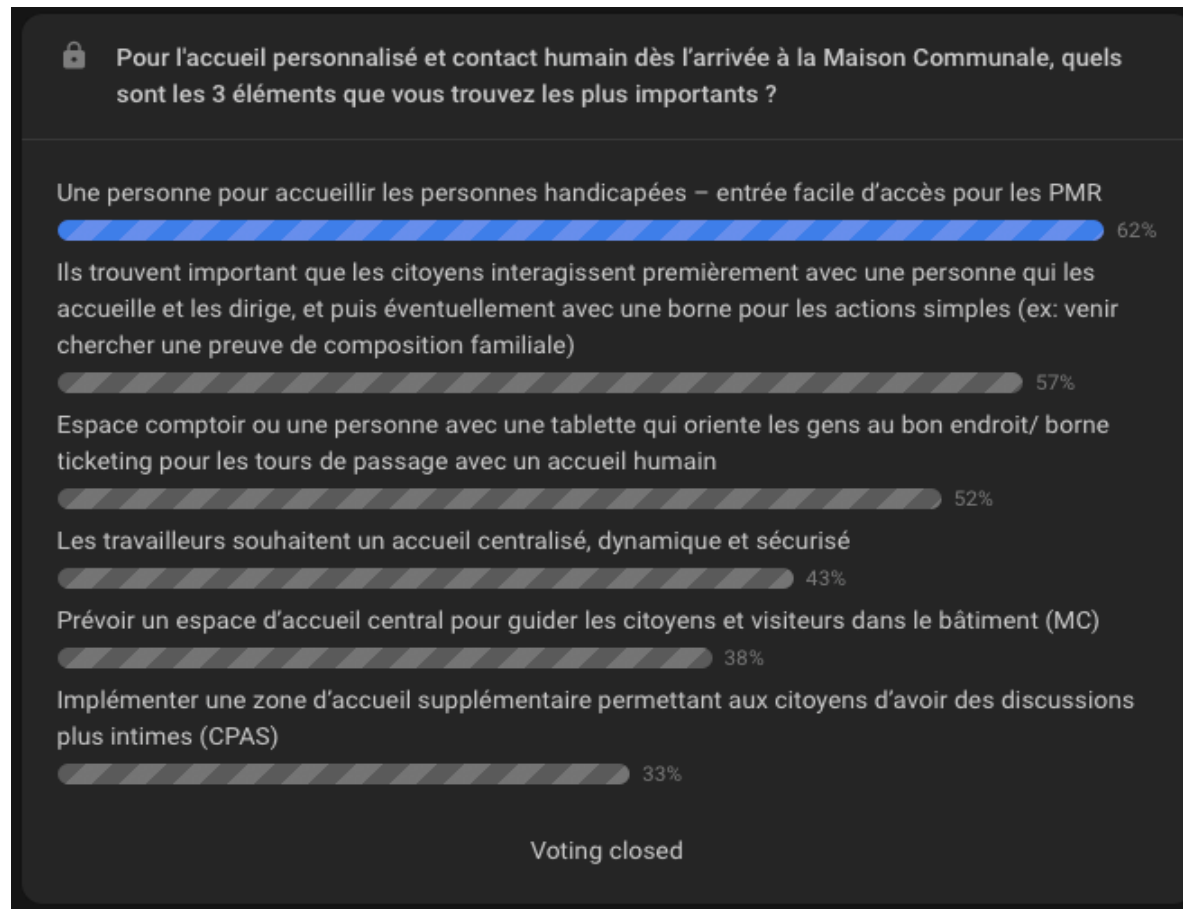 Pour l'accueil personnalisé et contact humain dès l’arrivée à la Maison Communale, quels
sont les 3 éléments que vous trouvez les plus importants ?
Une personne pour accueillir les personnes handicapées – entrée facile d’accès pour les PMR
62%
Ils trouvent important que les citoyens interagissent premièrement avec une personne qui les
accueille et les dirige, et puis éventuellement avec une borne pour les actions simples (ex: venir
chercher une preuve de composition familiale)
57%
Espace comptoir ou une personne avec une tablette qui oriente les gens au bon endroit/ borne
ticketing pour les tours de passage avec un accueil humain
52%
Les travailleurs souhaitent un accueil centralisé, dynamique et sécurisé
43%
Prévoir un espace d’accueil central pour guider les citoyens et visiteurs dans le bâtiment (MC)
38%
Implémenter une zone d’accueil supplémentaire permettant aux citoyens d’avoir des discussions
plus intimes (CPAS)
33%
Voting closed